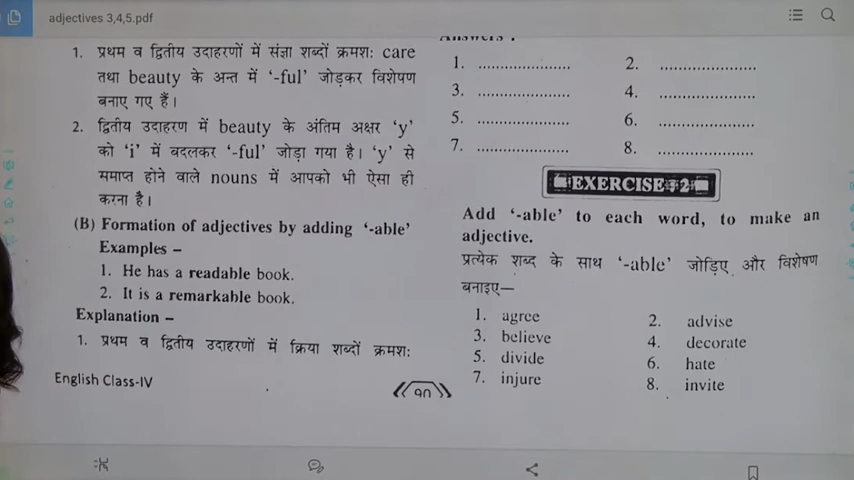 adjectives 3,4,5.pdf
1. प्रथम व द्वितीय उदाहरणों में संज्ञा शब्दों क्रमशः care
तथा beauty के अन्त में ‘-ful’ जोड़कर विशेषण
बनाए गए हैं।
2. द्वितीय उदाहरण में beauty के अंतिम अक्षर ‘y’
को ‘i’ में बदलकर ‘-ful’ जोड़ा गया है। ‘y’ से
समाप्त होने वाले nouns में आपको भी ऐसा ही
करना है।
(B) Formation of adjectives by adding ‘-able’
Examples –
1. He has a readable book.
2. It is a remarkable book.
Explanation –
1. प्रथम व द्वितीय उदाहरणों में क्रिया शब्दों क्रमशः
English Class-IV
१०
Answers :
1. ..................... 2. .....................
3. ..................... 4. .....................
5. ..................... 6. .....................
7. ..................... 8. .....................
EXERCISE-2
Add ‘-able’ to each word, to make an
adjective.
प्रत्येक शब्द के साथ ‘-able’ जोड़िए और विशेषण
बनाइए—
1. agree 2. advise
3. believe 4. decorate
5. divide 6. hate
7. injure 8. invite